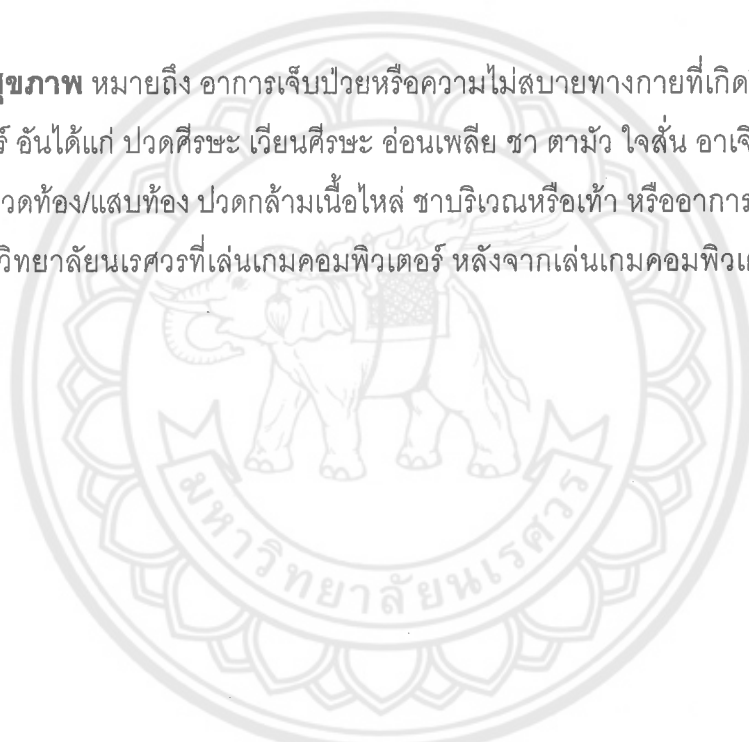 สุขภาพ หมายถึง อาการเจ็บป่วยหรือความไม่สบายทางกายที่เกิด
ร์ อันได้แก่ ปวดศีรษะ เวียนศีรษะ อ่อนเพลีย ชา ตามัว ใจสั่น อาเจี
วดท้อง/แสบท้อง ปวดกล้ามเนื้อไหล่ ชาบริเวณหรือเท้า หรืออาการ
วิทยาลัยนเรศวรที่เล่นเกมคอมพิวเตอร์ หลังจากเล่นเกมคอมพิวเต
มหาวิทยาลัยนเรศวร